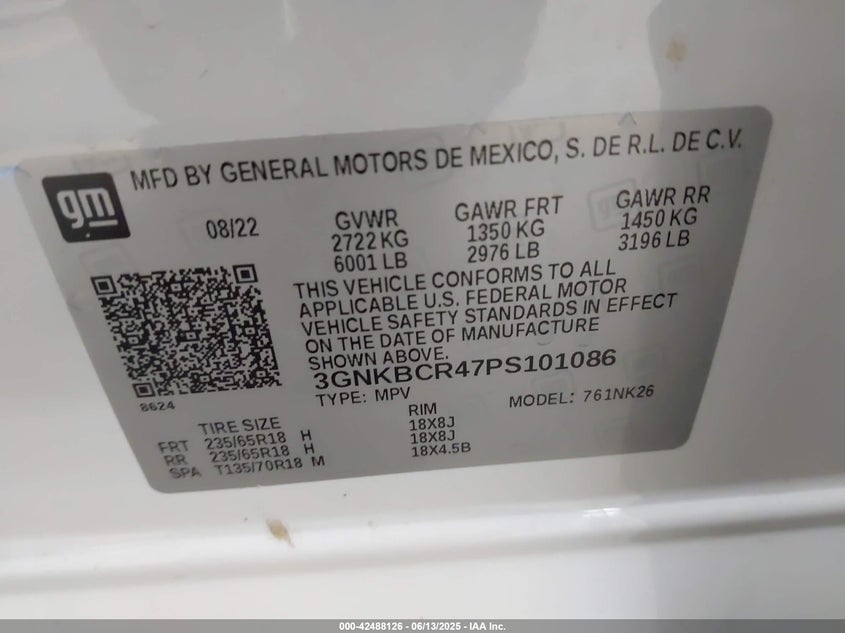 gm
MFD BY GENERAL MOTORS DE MEXICO, S. DE R.L. DE C.V.
08/22
GVWR
2722 KG
6001 LB
GAWR FRT
1350 KG
2976 LB
GAWR RR
1450 KG
3196 LB
THIS VEHICLE CONFORMS TO ALL
APPLICABLE U.S. FEDERAL MOTOR
VEHICLE SAFETY STANDARDS IN EFFECT
ON THE DATE OF MANUFACTURE
SHOWN ABOVE.
3GNKBCR47PS101086
TYPE: MPV
MODEL: 761NK26
8624
TIRE SIZE RIM
FRT 235/65R18 H 18X8J
RR 235/65R18 H 18X8J
SPA T135/70R18 M 18X4.5B
000-42488126 - 06/13/2025 - IAA Inc.